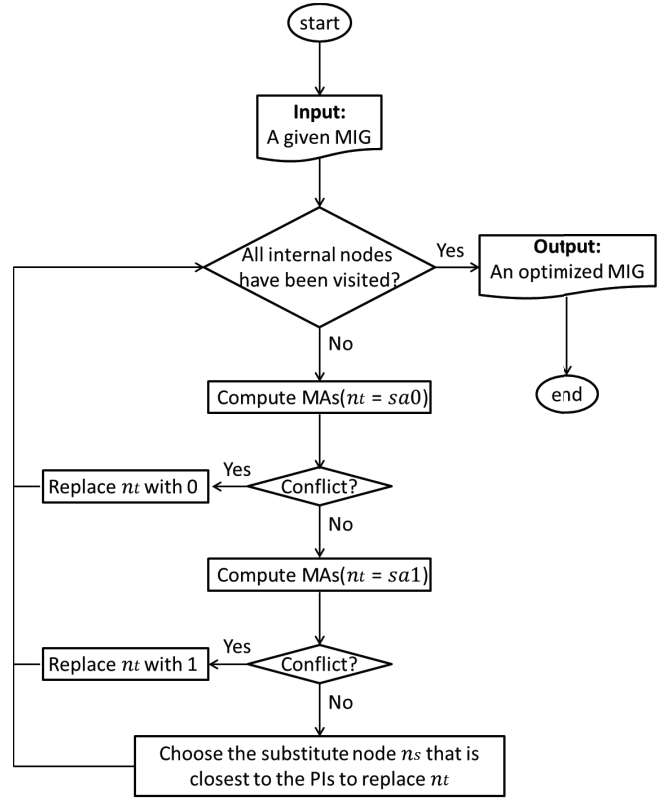 start
Input:
A given MIG
All internal nodes
have been visited?
Yes
Output:
An optimized MIG
end
No
Compute MAs(nt = sa0)
Conflict?
Yes
Replace nt with 0
No
Compute MAs(nt = sa1)
Conflict?
Yes
Replace nt with 1
No
Choose the substitute node ns that is
closest to the PIs to replace nt